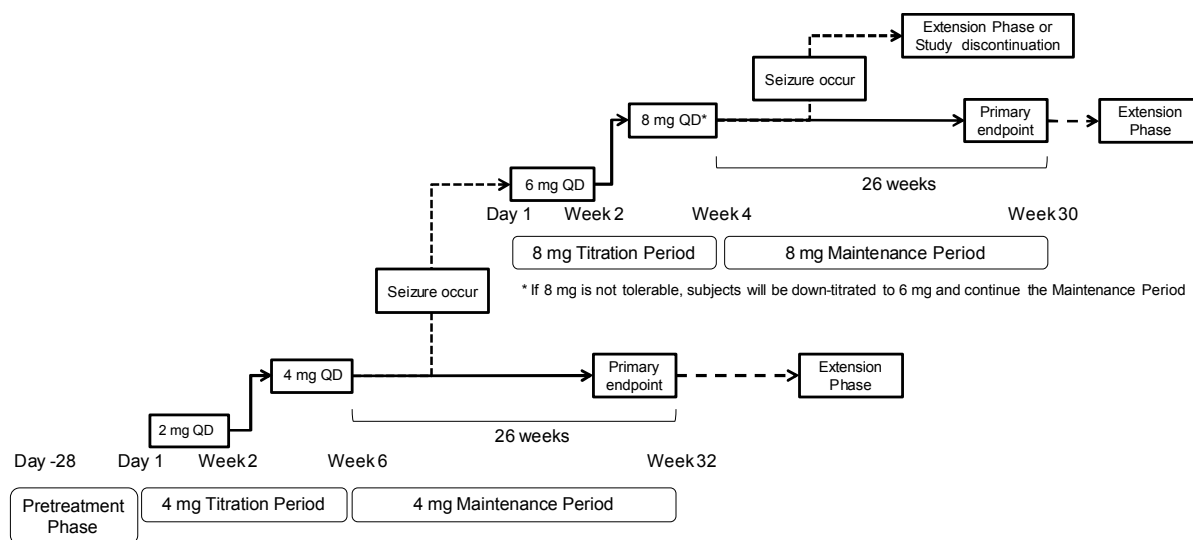 Extension Phase or
Study discontinuation
Seizure occur
8 mg QD*
Primary
endpoint
Extension
Phase
6 mg QD
26 weeks
Day 1
Week 2
Week 4
Week 30
8 mg Titration Period
8 mg Maintenance Period
Seizure occur
* If 8 mg is not tolerable, subjects will be down-titrated to 6 mg and continue the Maintenance Period
4 mg QD
Primary
endpoint
Extension
Phase
2 mg QD
26 weeks
Day -28
Day 1
Week 2
Week 6
Week 32
Pretreatment
Phase
4 mg Titration Period
4 mg Maintenance Period